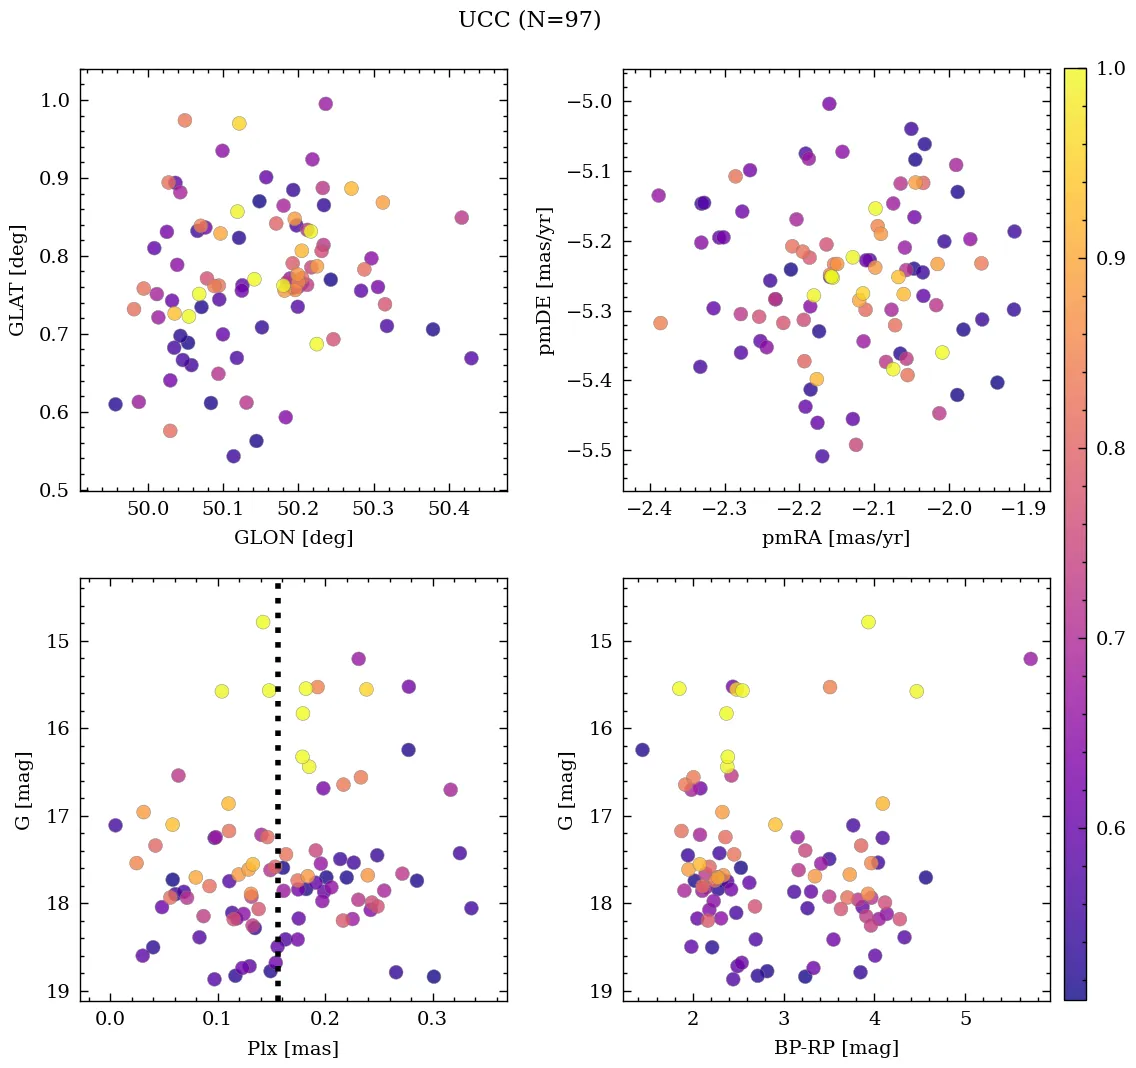 UCC (N=97)
1.0
0.9
0.8
0.7
0.6
0.5
GLAT [deg]
50.0 50.1 50.2 50.3 50.4
GLON [deg]
−5.0
−5.1
−5.2
−5.3
−5.4
−5.5
pmDE [mas/yr]
−2.4 −2.3 −2.2 −2.1 −2.0 −1.9
pmRA [mas/yr]
15
16
17
18
19
G [mag]
0.0 0.1 0.2 0.3
Plx [mas]
15
16
17
18
19
G [mag]
2 3 4 5
BP-RP [mag]
1.0
0.9
0.8
0.7
0.6